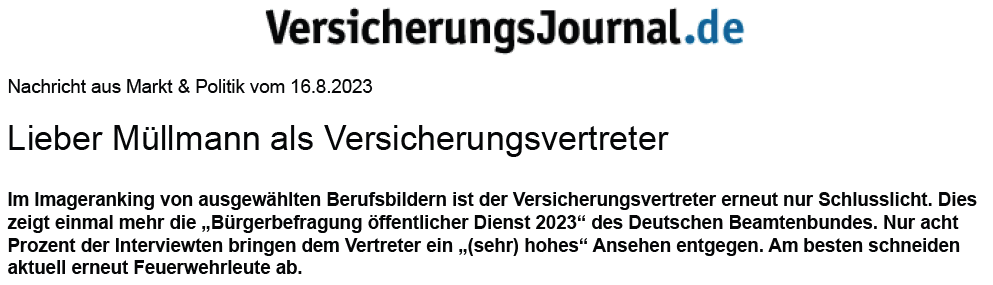 VersicherungsJournal.de
Nachricht aus Markt & Politik vom 16.8.2023
Lieber Müllmann als Versicherungsvertreter
Im Imageranking von ausgewählten Berufsbildern ist der Versicherungsvertreter erneut nur Schlusslicht. Dies
zeigt einmal mehr die „Bürgerbefragung öffentlicher Dienst 2023“ des Deutschen Beamtenbundes. Nur acht
Prozent der Interviewten bringen dem Vertreter ein „(sehr) hohes“ Ansehen entgegen. Am besten schneiden
aktuell erneut Feuerwehrleute ab.